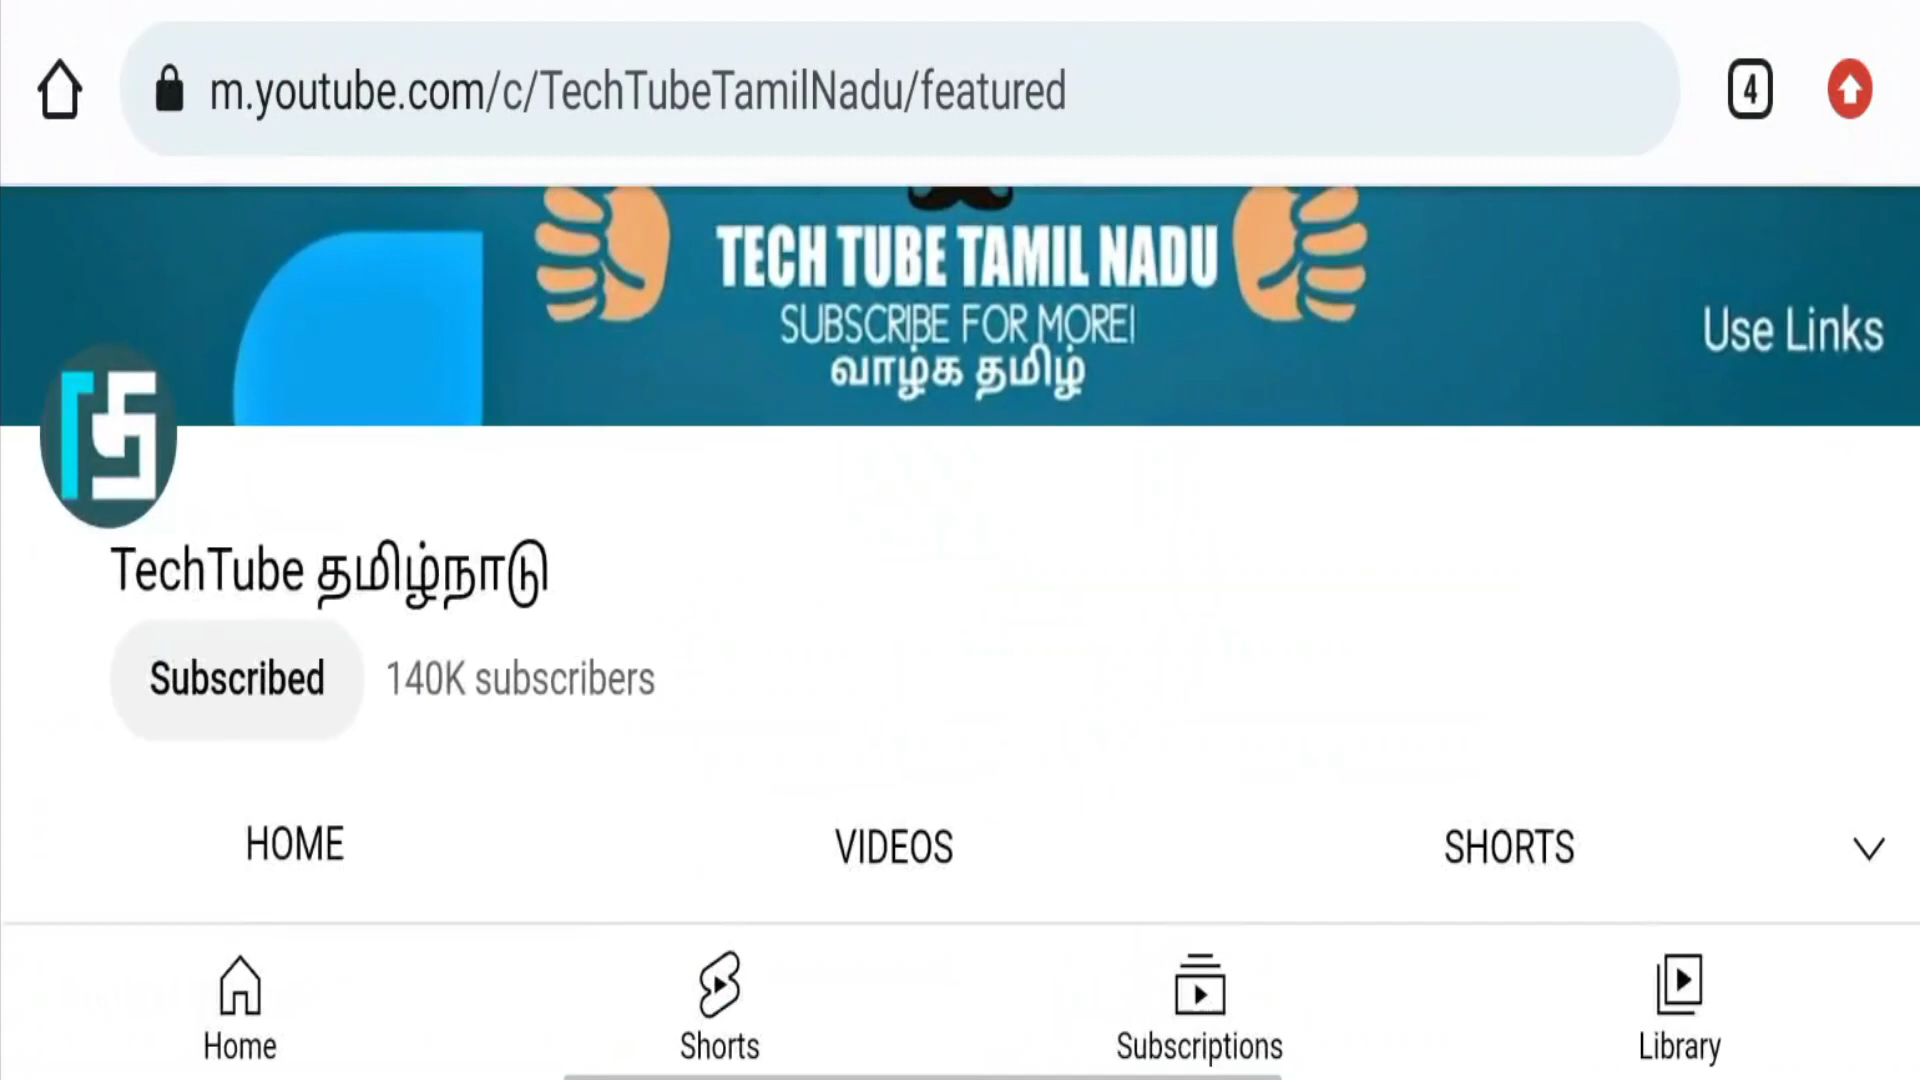 m.youtube.com/c/TechTubeTamilNadu/featured
4
TECH TUBE TAMIL NADU
SUBSCRIBE FOR MORE!
வாழ்க தமிழ்
Use Links
TechTube தமிழ்நாடு
Subscribed 140K subscribers
HOME VIDEOS SHORTS
Home Shorts Subscriptions Library